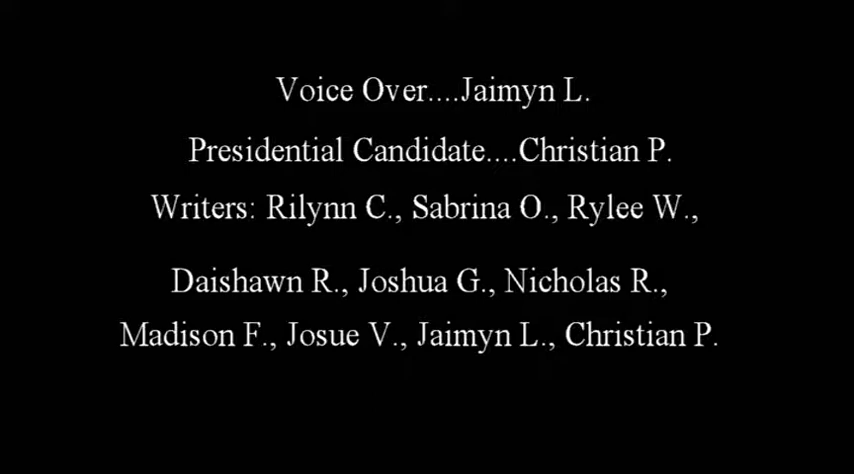 Voice Over....Jaimyn L.
Presidential Candidate....Christian P.
Writers: Rilynn C., Sabrina O., Rylee W.,
Daishawn R., Joshua G., Nicholas R.,
Madison F., Josue V., Jaimyn L., Christian P.